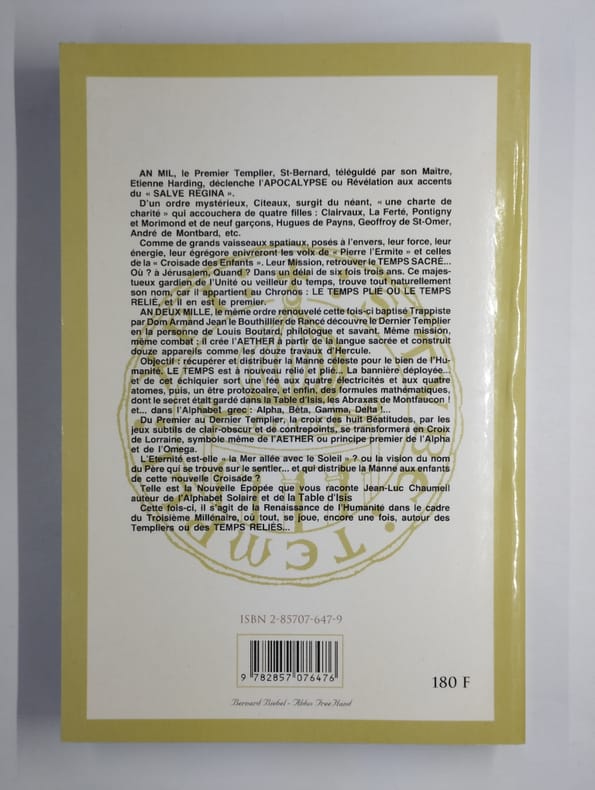 AN MIL, le Premier Templier, St-Bernard, téléguidé par son Maître,
Etienne Harding, déclenche l'APOCALYPSE ou Révélation aux accents
du « SALVE REGINA ».
D'un ordre mystérieux, Citeaux, surgit du néant, « une charte de
charité » qui accouchera de quatre filles : Clairvaux, La Ferté, Pontigny
et Morimond et de neuf garçons, Hugues de Payns, Geoffroy de St-Omer,
André de Montbard, etc.
Comme de grands vaisseaux spatiaux, posés à l'envers, leur force, leur
énergie, leur égrégore enivreront les voix de « Pierre l'Ermite » et celles
de la « Croisade des Enfants ». Leur Mission, retrouver le TEMPS SACRÉ...
Où ? à Jérusalem, Quand ? Dans un délai de six fois trois ans. Ce majes-
tueux gardien de l'Unité ou veilleur du temps, trouve tout naturellement
son nom, car il appartient au Chronos : LE TEMPS PLIÉ OU LE TEMPS
RELIÉ, et il en est le premier.
AN DEUX MILLE, le même ordre renouvelé cette fois-ci baptisé Trappiste
par Dom Armand Jean le Bouthillier de Rancé découvre le Dernier Templier
en la personne de Louis Boutard, philologue et savant. Même mission,
même combat : il crée l'AETHER à partir de la langue sacrée et construit
douze appareils comme les douze travaux d'Hercule.
Objectif : récupérer et distribuer la Manne céleste pour le bien de l'Hu-
manité. LE TEMPS est à nouveau relié et plié... La bannière déployée...
et de cet échiquier sort une fée aux quatre électricités et aux quatre
atomes, puis, un être protozoaire, et enfin, des formules mathématiques,
dont le secret était gardé dans la Table d'Isis, les Abraxas de Montfaucon !
et... dans l'Alphabet grec : Alpha, Bêta, Gamma, Delta !...
Du Premier au Dernier Templier, la croix des huit Béatitudes, par les
jeux subtils de clair-obscur et de contrepoints, se transformera en Croix
de Lorraine, symbole même de l'AETHER ou principe premier de l'Alpha
et de l'Omega.
L'Eternité est-elle « la Mer allée avec le Soleil » ? ou la vision du nom
du Père qui se trouve sur le sentier... et qui distribue la Manne aux enfants
de cette nouvelle Croisade ?
Telle est la Nouvelle Epopée que vous raconte Jean-Luc Chaumeil
auteur de l'Alphabet Solaire et de la Table d'Isis
Cette fois-ci, il s'agit de la Renaissance de l'Humanité dans le cadre
du Troisième Millénaire, où tout, se joue, encore une fois, autour des
Templiers ou des TEMPS RELIÉS...
ISBN 2-85707-647-9
9 782857 076476
180 F